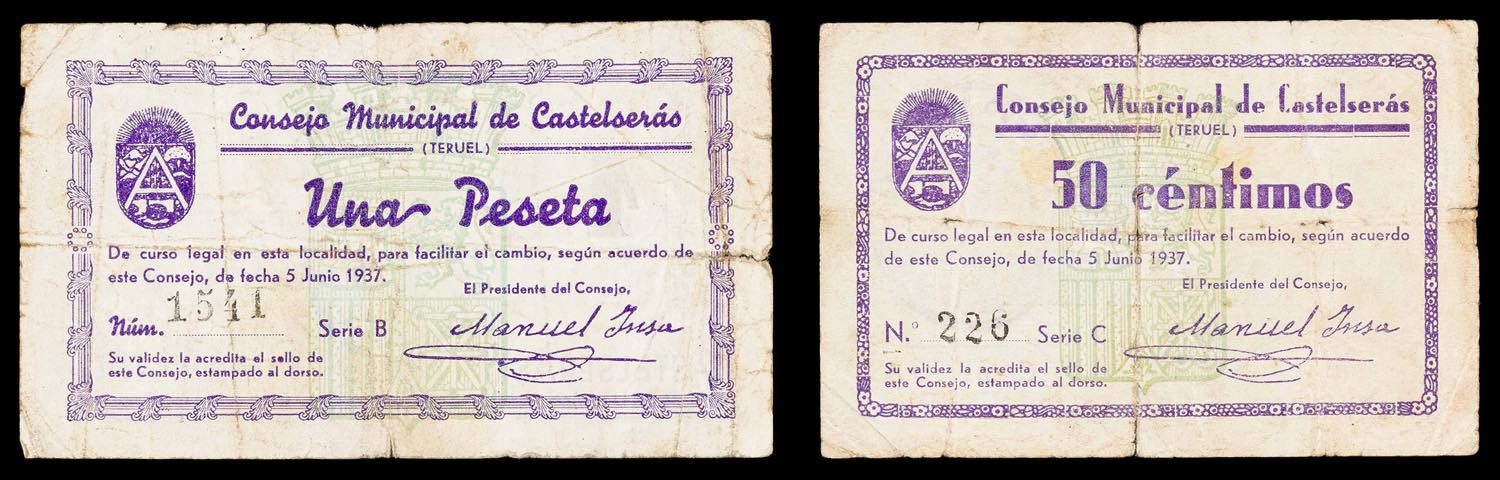 Consejo Municipal de Castelserás
(TERUEL)
Una Peseta
De curso legal en esta localidad, para facilitar el cambio, según acuerdo de
este Consejo, de fecha 5 Junio 1937.
El Presidente del Consejo,
Núm. 1541 Serie B
Manuel Insa
Su validez la acredita el sello de
este Consejo, estampado al dorso.
Consejo Municipal de Castelserás
(TERUEL)
50 céntimos
De curso legal en esta localidad, para facilitar el cambio, según acuerdo
de este Consejo, de fecha 5 Junio 1937.
El Presidente del Consejo,
N.º 226 Serie C
Manuel Insa
Su validez la acredita el sello de
este Consejo, estampado al dorso.